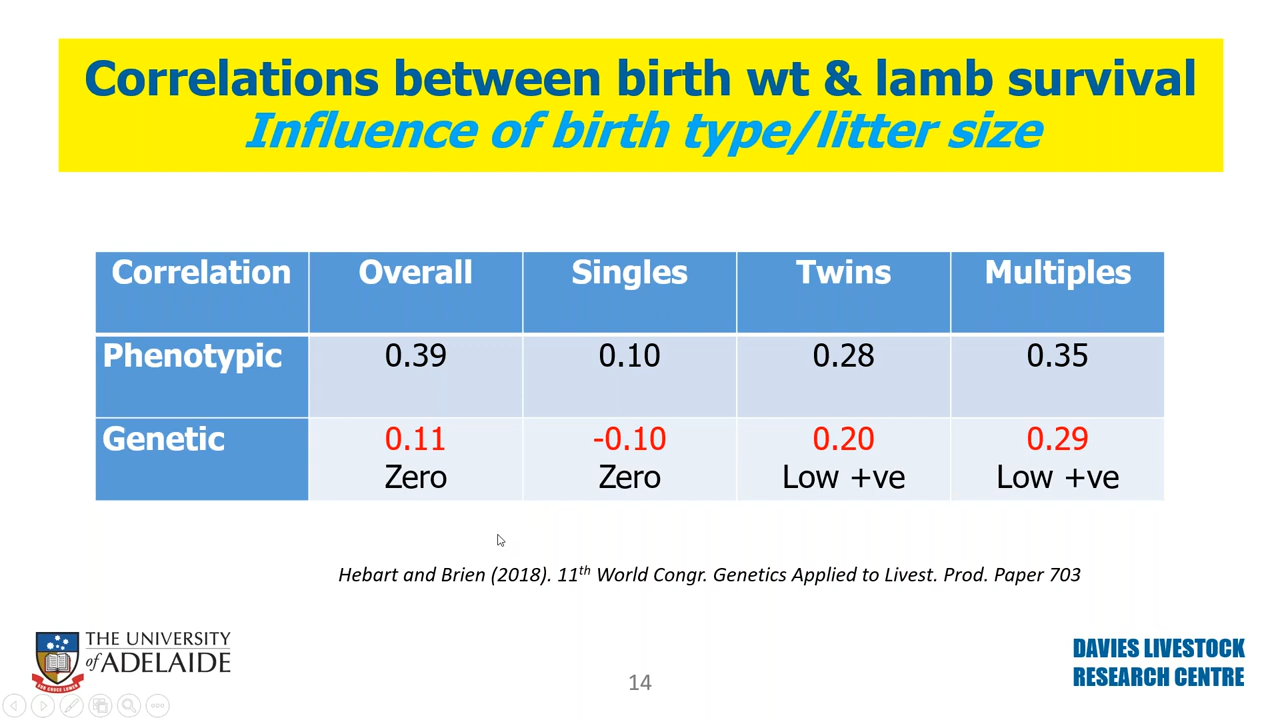 Correlations between birth wt & lamb survival
Influence of birth type/litter size
Correlation Overall Singles Twins Multiples
Phenotypic 0.39 0.10 0.28 0.35
Genetic 0.11 -0.10 0.20 0.29
Zero Zero Low +ve Low +ve
Hebart and Brien (2018). 11th World Congr. Genetics Applied to Livest. Prod. Paper 703
THE UNIVERSITY
of ADELAIDE
DAVIES LIVESTOCK
RESEARCH CENTRE
14